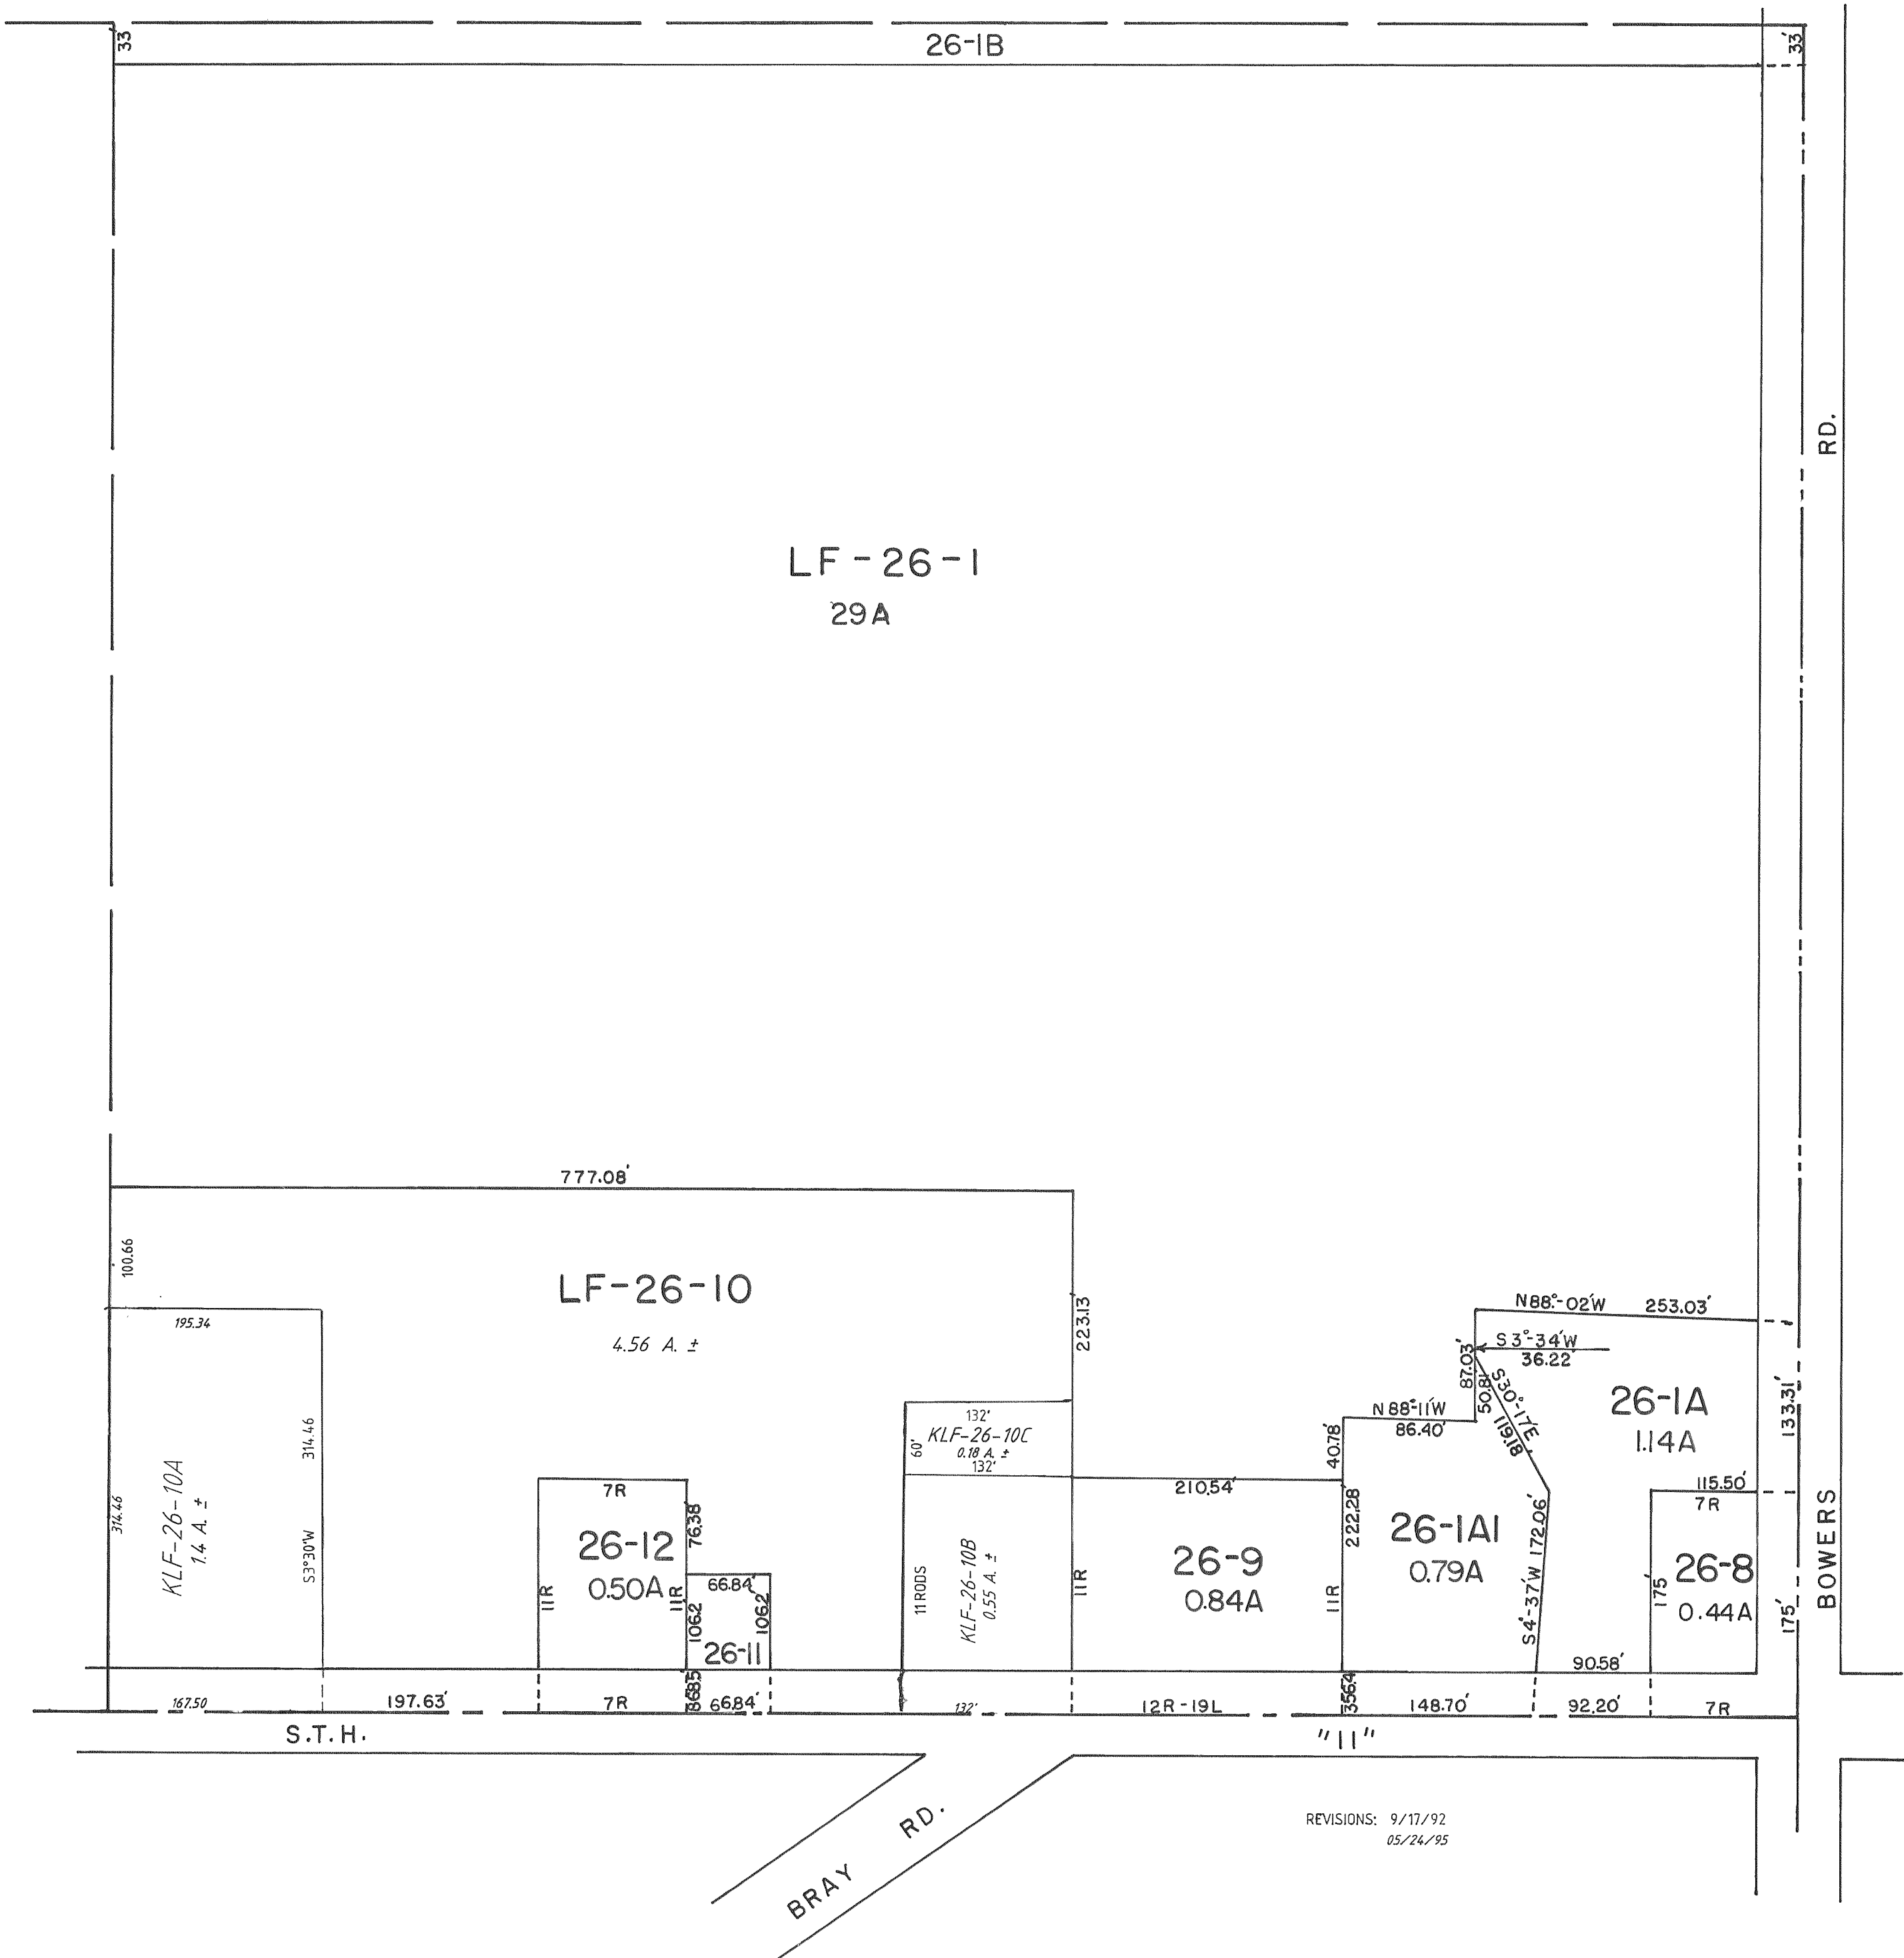 33'
26-1B
33'
RD.
LF-26-1
29A
777.08'
100.66
LF-26-10
4.56 A. ±
223.13
195.34
314.46
KLF-26-10A
1.4 A. ±
314.46
S3°30'W
N88°-02'W 253.03'
S3°-34'W
36.22
87.03'
50.81
S30°-17'E
119.18
26-1A
1.14A
133.31'
N88°-11'W
86.40'
40.78'
132'
KLF-26-10C
0.18 A. ±
132'
60'
210.54'
222.28
7R
26-12
0.50A
11R
11R
76.38
66.84'
106.2
106.2'
26-11
11 RODS
KLF-26-10B
0.55 A. ±
11R
26-9
0.84A
11R
26-1A1
0.79A
S4°-37'W 172.06'
115.50'
7R
26-8
0.44A
175'
175'
BOWERS
90.58'
167.50
197.63'
7R
66.84'
132'
12R-19L
356.4
148.70'
92.20'
7R
S.T.H.
"11"
BRAY RD.
REVISIONS: 9/17/92
05/24/95